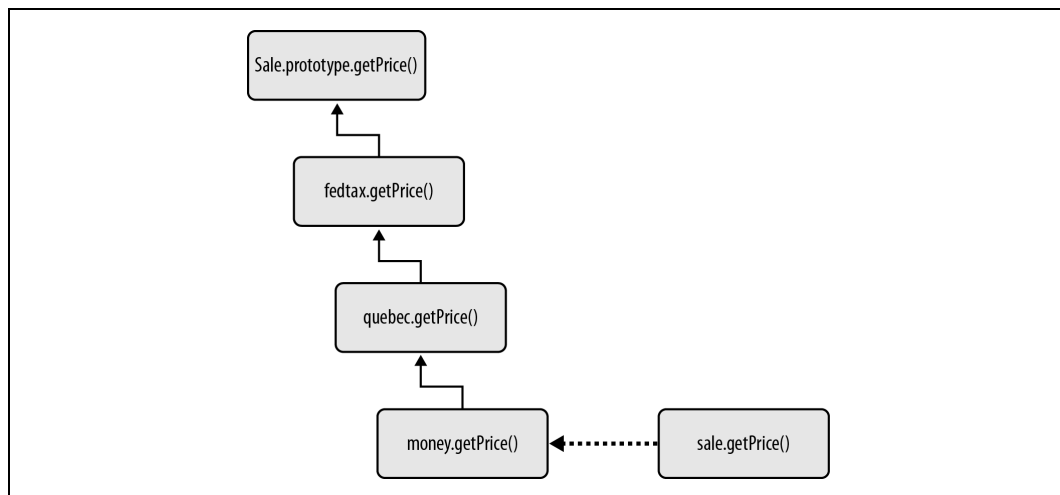 Sale.prototype.getPrice()
fedtax.getPrice()
quebec.getPrice()
money.getPrice()
sale.getPrice()